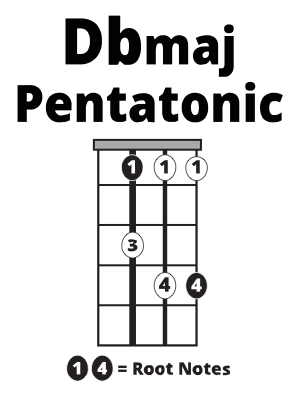 Dbmaj
Pentatonic
1 1 1
3
4 4
1 4 = Root Notes